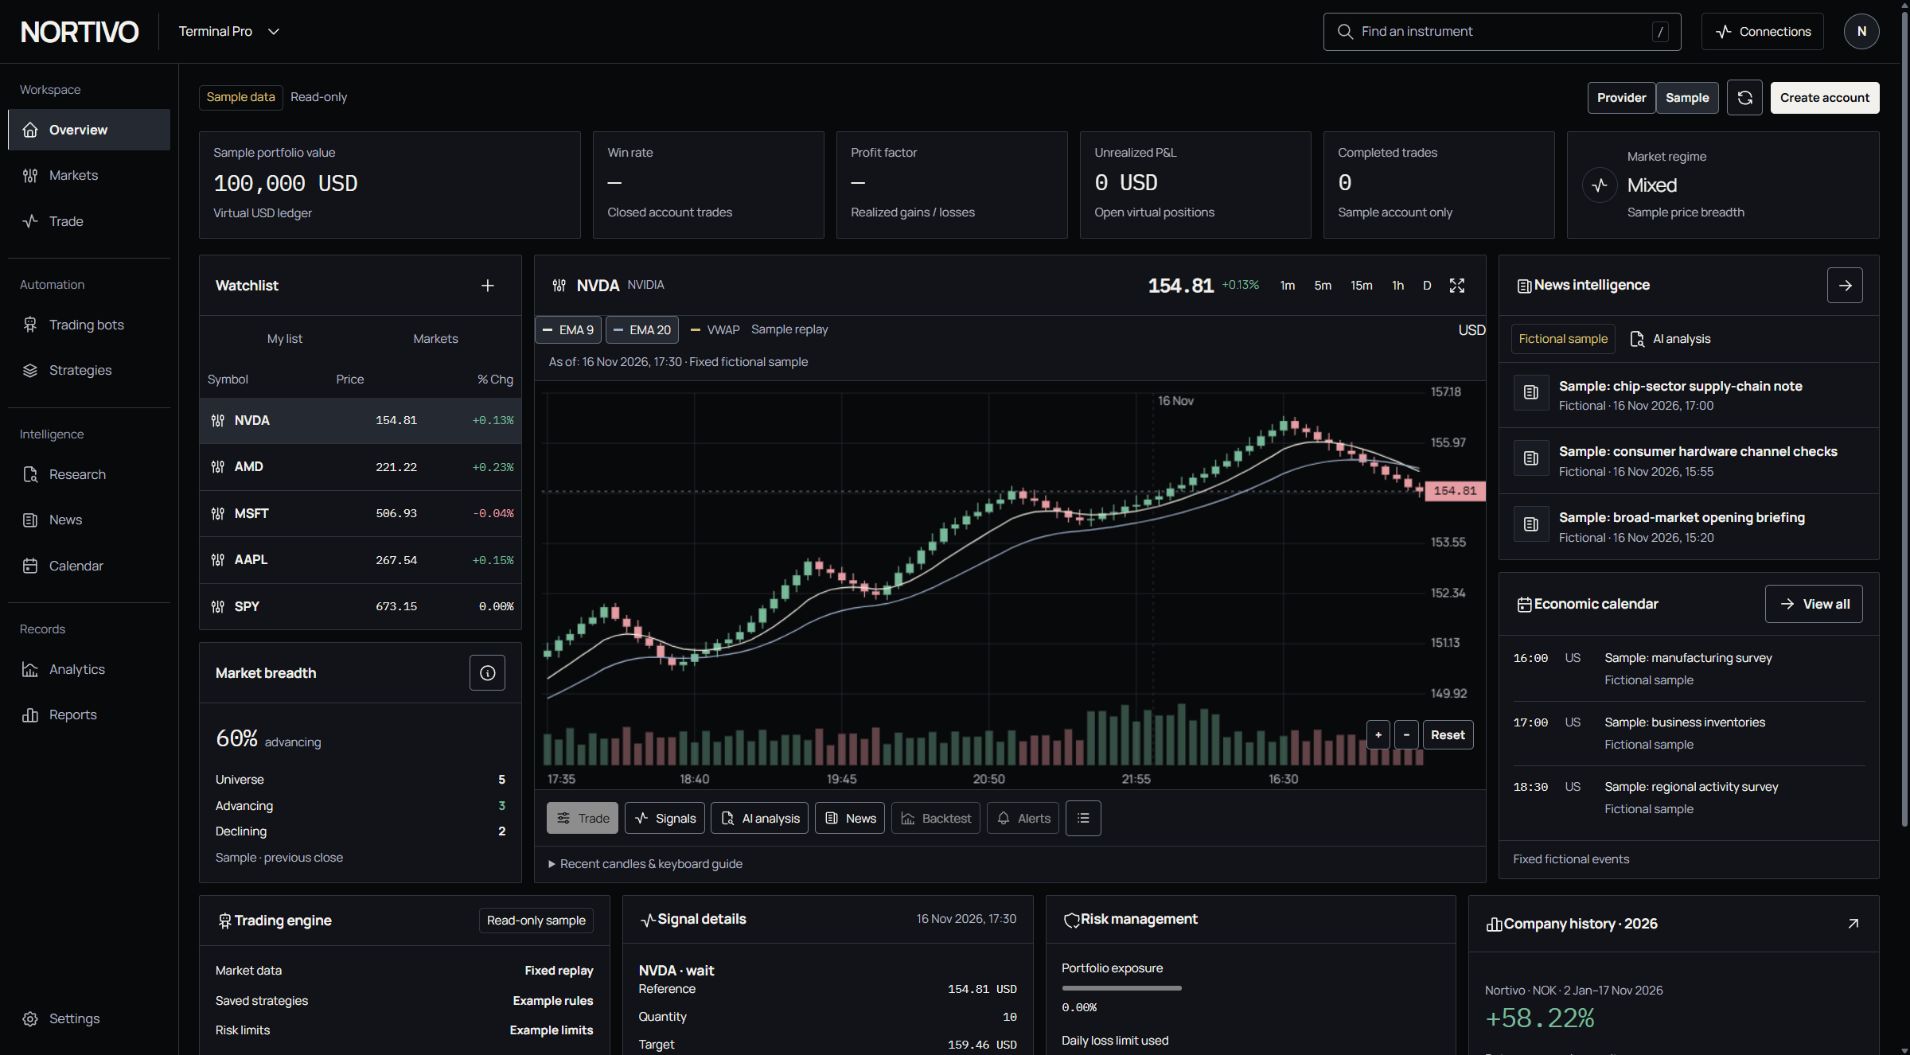 NORTIVO
Terminal Pro
Find an instrument
/
Connections
N
Workspace
Overview
Markets
Trade
Automation
Trading bots
Strategies
Intelligence
Research
News
Calendar
Records
Analytics
Reports
Settings
Sample data Read-only
Provider Sample Create account
Sample portfolio value
100,000 USD
Virtual USD ledger
Win rate
—
Closed account trades
Profit factor
—
Realized gains / losses
Unrealized P&L
0 USD
Open virtual positions
Completed trades
0
Sample account only
Market regime
Mixed
Sample price breadth
Watchlist +
My list Markets
Symbol Price % Chg
NVDA 154.81 +0.13%
AMD 221.22 +0.23%
MSFT 506.93 -0.04%
AAPL 267.54 +0.15%
SPY 673.15 0.00%
Market breadth
60% advancing
Universe 5
Advancing 3
Declining 2
Sample · previous close
NVDA NVIDIA 154.81 +0.13% 1m 5m 15m 1h D
EMA 9 EMA 20 VWAP Sample replay USD
As of: 16 Nov 2026, 17:30 · Fixed fictional sample
16 Nov
157.18
155.97
154.81
153.55
152.34
151.13
149.92
+ - Reset
17:35 18:40 19:45 20:50 21:55 16:30
Trade Signals AI analysis News Backtest Alerts
Recent candles & keyboard guide
News intelligence
Fictional sample AI analysis
Sample: chip-sector supply-chain note
Fictional · 16 Nov 2026, 17:00
Sample: consumer hardware channel checks
Fictional · 16 Nov 2026, 15:55
Sample: broad-market opening briefing
Fictional · 16 Nov 2026, 15:20
Economic calendar View all
16:00 US Sample: manufacturing survey
Fictional sample
17:00 US Sample: business inventories
Fictional sample
18:30 US Sample: regional activity survey
Fictional sample
Fixed fictional events
Trading engine Read-only sample
Market data Fixed replay
Saved strategies Example rules
Risk limits Example limits
Signal details 16 Nov 2026, 17:30
NVDA · wait
Reference 154.81 USD
Quantity 10
Target 159.46 USD
Risk management
Portfolio exposure
0.00%
Daily loss limit used
Company history · 2026
Nortivo · NOK · 2 Jan–17 Nov 2026
+58.22%